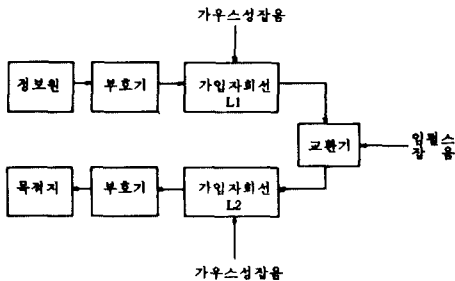 가우스성잡음
정보원
부호기
가입자회선
L1
교환기
임펄스
잡음
목적지
부호기
가입자회선
L2
가우스성잡음